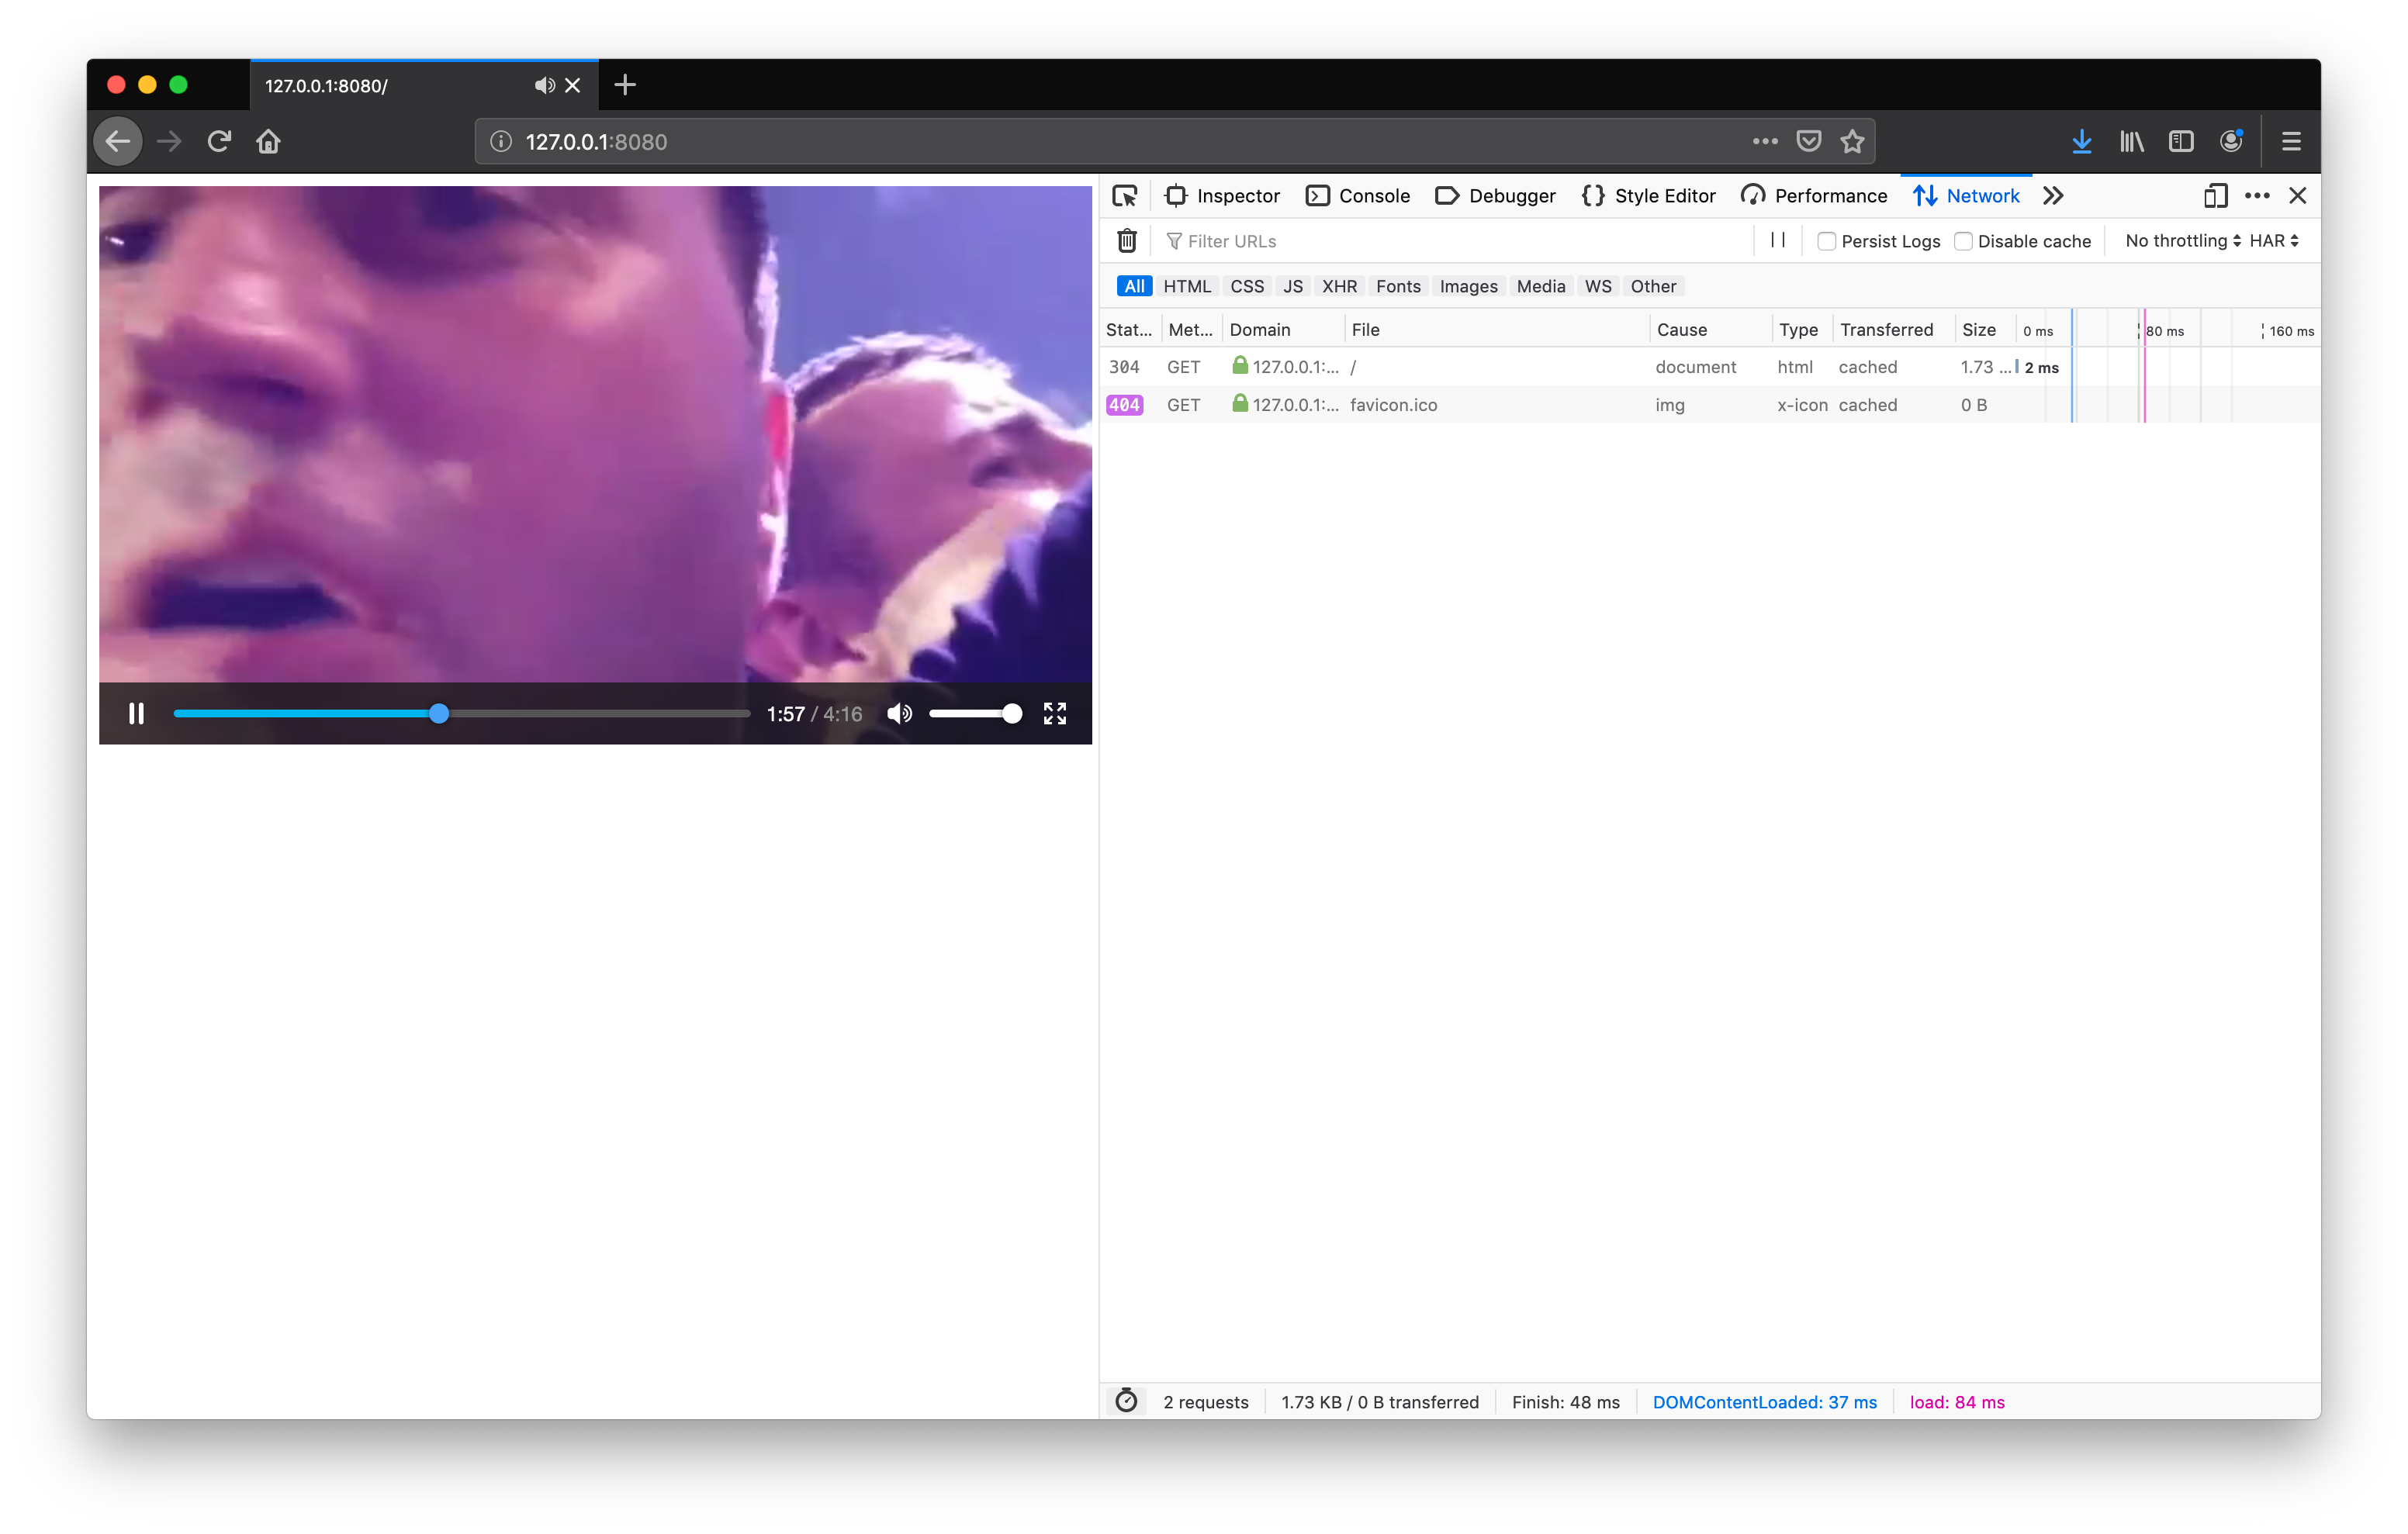 127.0.0.1:8080/
127.0.0.1:8080
Inspector Console Debugger Style Editor Performance Network
Filter URLs Persist Logs Disable cache No throttling HAR
All HTML CSS JS XHR Fonts Images Media WS Other
Stat... Met... Domain File Cause Type Transferred Size 0 ms 80 ms 160 ms
304 GET 127.0.0.1:... / document html cached 1.73 ... 2 ms
404 GET 127.0.0.1:... favicon.ico img x-icon cached 0 B
1:57 / 4:16
2 requests 1.73 KB / 0 B transferred Finish: 48 ms DOMContentLoaded: 37 ms load: 84 ms